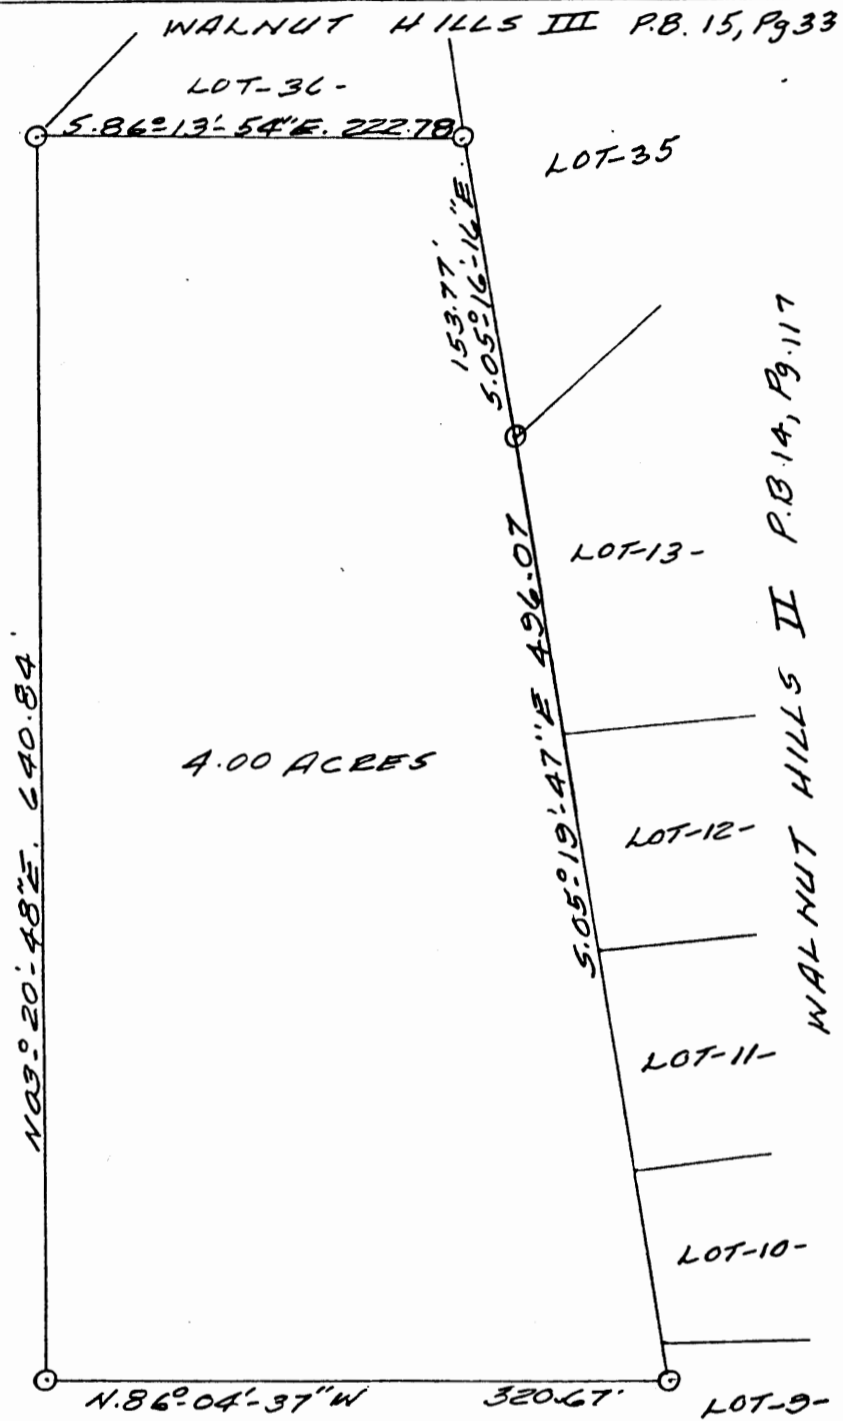 WALNUT HILLS III P.B. 15, Pg 33
LOT-36-
S.86°-13'-54"E. 222.78
LOT-35
153.77'
S.05°-16'-16"E.
WALNUT HILLS II P.B. 14, Pg. 117
LOT-13-
S.05°-19'-47"E 496.07
N03°-20'-48"E. 640.84'
4.00 ACRES
LOT-12-
LOT-11-
LOT-10-
N.86°-04'-37"W 320.67'
LOT-9-